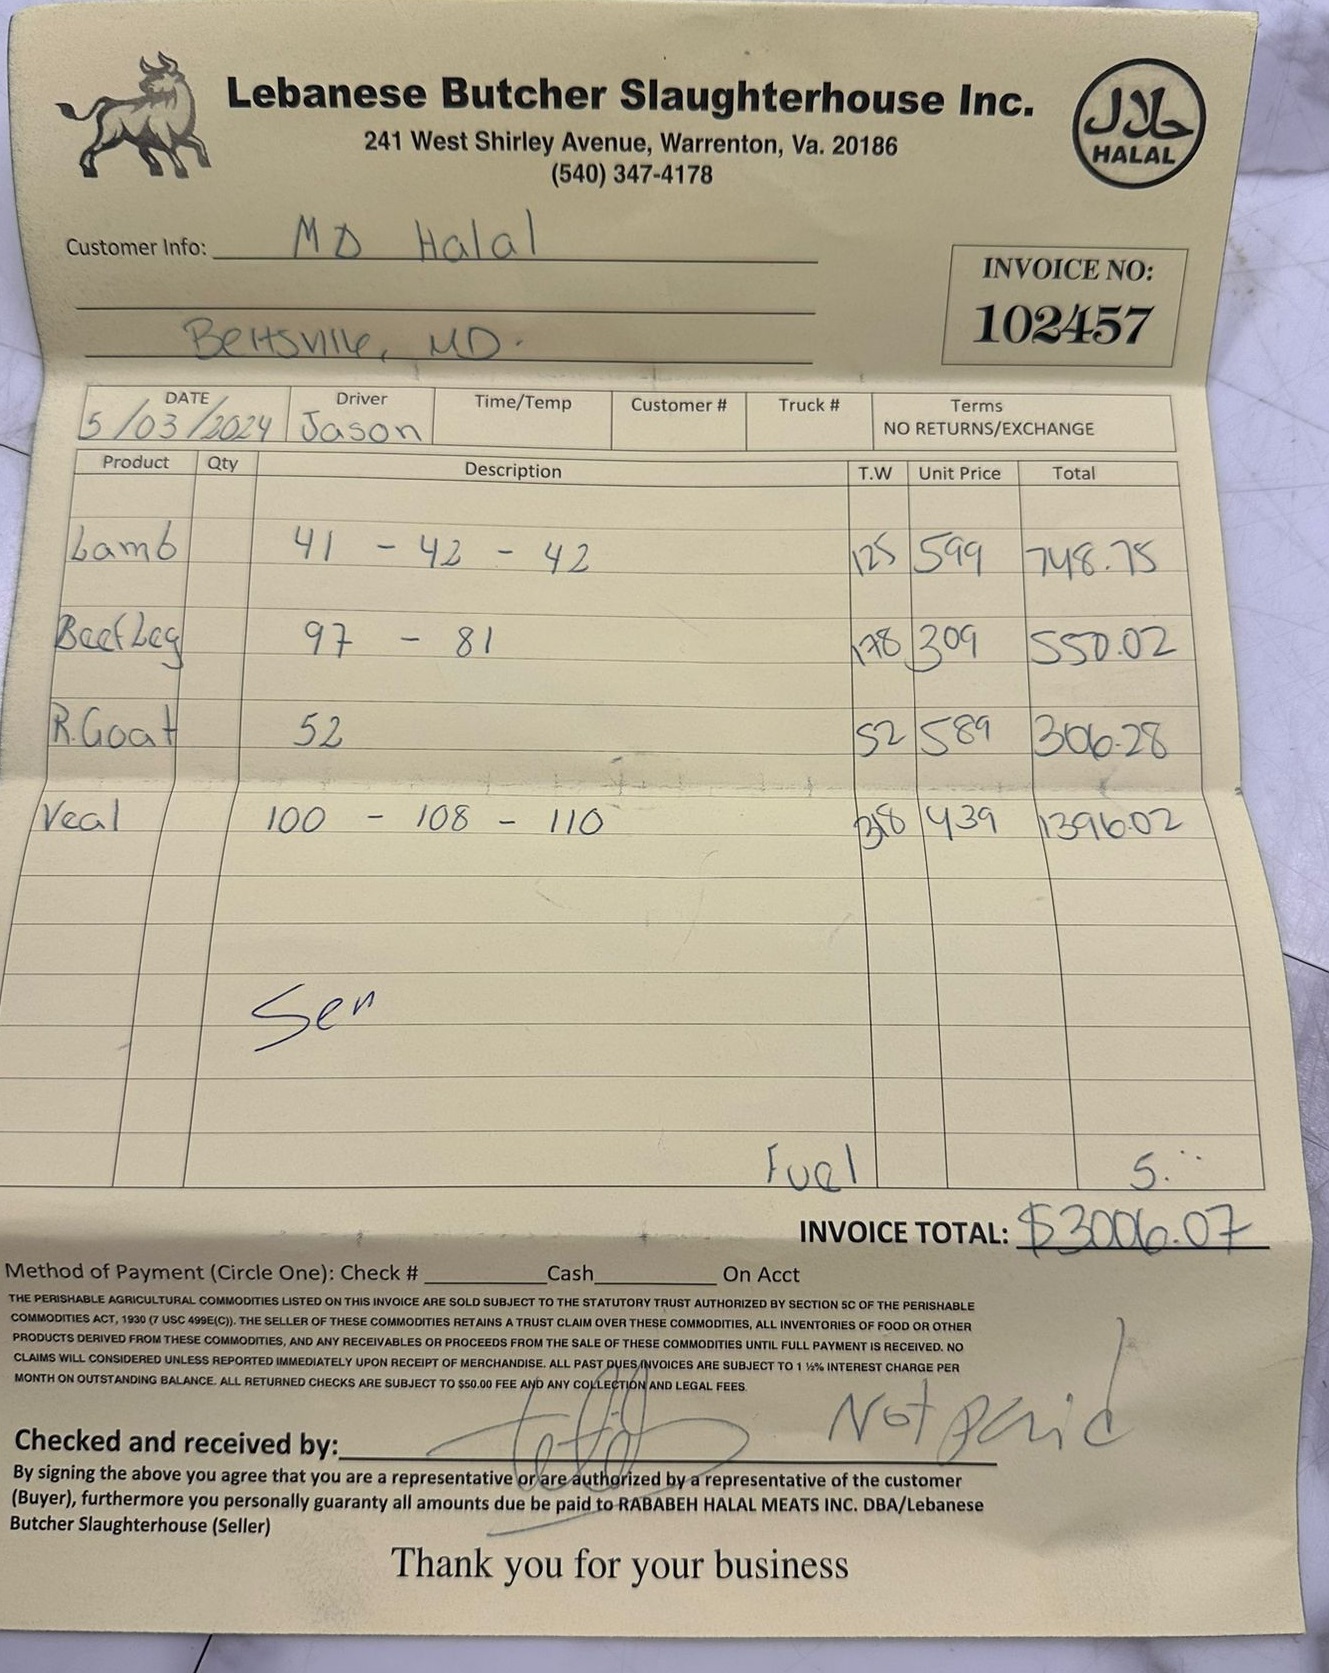 Lebanese Butcher Slaughterhouse Inc.
241 West Shirley Avenue, Warrenton, Va. 20186
(540) 347-4178
حلال
HALAL
Customer Info: MD Halal
Beltsville, MD.
INVOICE NO:
102457
DATE Driver Time/Temp Customer # Truck # Terms
5/03/2024 Jason NO RETURNS/EXCHANGE
Product Qty Description T.W Unit Price Total
Lamb 41 - 42 - 42 125 599 748.75
Beef Leg 97 - 81 178 309 550.02
R.Goat 52 52 589 306.28
Veal 100 - 108 - 110 318 439 1396.02
Fuel 5.
INVOICE TOTAL: $3006.07
Method of Payment (Circle One): Check # Cash On Acct
THE PERISHABLE AGRICULTURAL COMMODITIES LISTED ON THIS INVOICE ARE SOLD SUBJECT TO THE STATUTORY TRUST AUTHORIZED BY SECTION 5C OF THE PERISHABLE
COMMODITIES ACT, 1930 (7 USC 499E(C)). THE SELLER OF THESE COMMODITIES RETAINS A TRUST CLAIM OVER THESE COMMODITIES, ALL INVENTORIES OF FOOD OR OTHER
PRODUCTS DERIVED FROM THESE COMMODITIES, AND ANY RECEIVABLES OR PROCEEDS FROM THE SALE OF THESE COMMODITIES UNTIL FULL PAYMENT IS RECEIVED. NO
CLAIMS WILL CONSIDERED UNLESS REPORTED IMMEDIATELY UPON RECEIPT OF MERCHANDISE. ALL PAST DUES/INVOICES ARE SUBJECT TO 1 ½% INTEREST CHARGE PER
MONTH ON OUTSTANDING BALANCE. ALL RETURNED CHECKS ARE SUBJECT TO $50.00 FEE AND ANY COLLECTION AND LEGAL FEES
Not paid
Checked and received by:
By signing the above you agree that you are a representative or are authorized by a representative of the customer
(Buyer), furthermore you personally guaranty all amounts due be paid to RABABEH HALAL MEATS INC. DBA/Lebanese
Butcher Slaughterhouse (Seller)
Thank you for your business